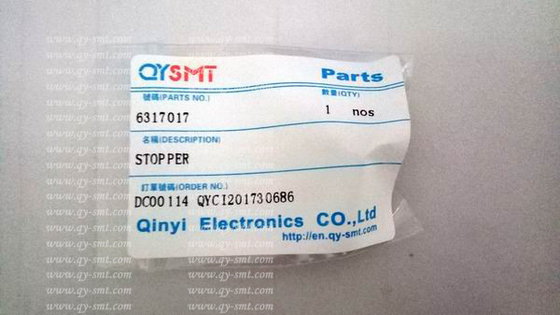 QYSMT Parts
號碼(PARTS NO.) 數量(QTY)
6317017 1 nos
名稱(DESCRIPTION)
STOPPER
訂單號碼(ORDER NO.)
DC00114 QYCI201730686
Qinyi Electronics CO.,Ltd
http://en.qy-smt.com
www.qy-smt.com